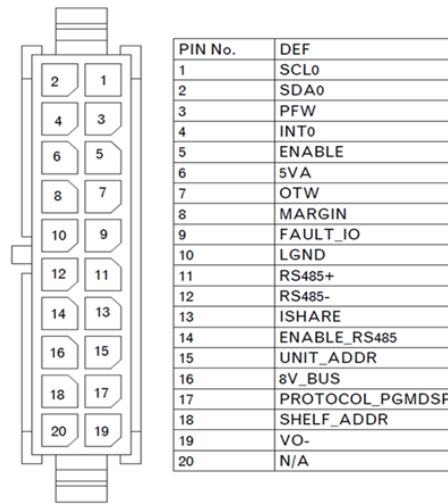 2 1
4 3
6 5
8 7
10 9
12 11
14 13
16 15
18 17
20 19
PIN No. DEF
1 SCL0
2 SDA0
3 PFW
4 INT0
5 ENABLE
6 5VA
7 OTW
8 MARGIN
9 FAULT_IO
10 LGND
11 RS485+
12 RS485-
13 ISHARE
14 ENABLE_RS485
15 UNIT_ADDR
16 8V_BUS
17 PROTOCOL_PGMDSP
18 SHELF_ADDR
19 VO-
20 N/A